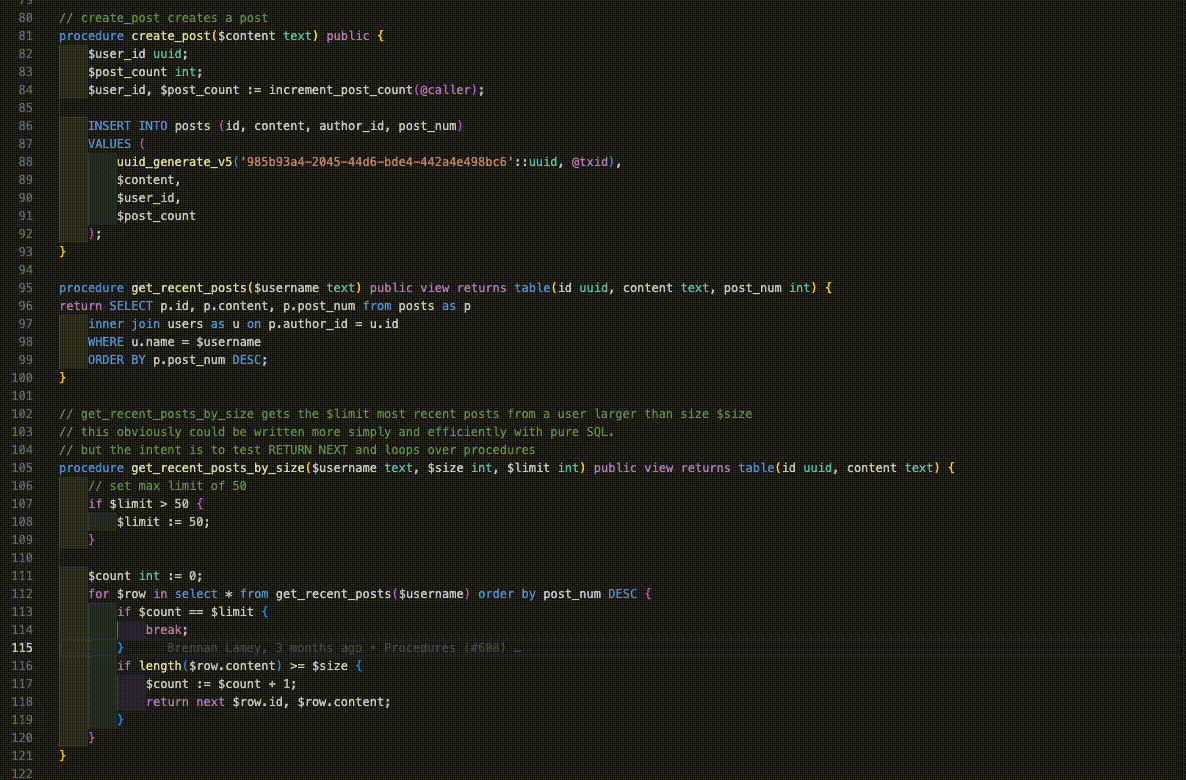 80 // create_post creates a post
81 procedure create_post($content text) public {
82 $user_id uuid;
83 $post_count int;
84 $user_id, $post_count := increment_post_count(@caller);
85
86 INSERT INTO posts (id, content, author_id, post_num)
87 VALUES (
88 uuid_generate_v5('985b93a4-2045-44d6-bde4-442a4e498bc6'::uuid, @txid),
89 $content,
90 $user_id,
91 $post_count
92 );
93 }
94
95 procedure get_recent_posts($username text) public view returns table(id uuid, content text, post_num int) {
96 return SELECT p.id, p.content, p.post_num from posts as p
97 inner join users as u on p.author_id = u.id
98 WHERE u.name = $username
99 ORDER BY p.post_num DESC;
100 }
101
102 // get_recent_posts_by_size gets the $limit most recent posts from a user larger than size $size
103 // this obviously could be written more simply and efficiently with pure SQL.
104 // but the intent is to test RETURN NEXT and loops over procedures
105 procedure get_recent_posts_by_size($username text, $size int, $limit int) public view returns table(id uuid, content text) {
106 // set max limit of 50
107 if $limit > 50 {
108 $limit := 50;
109 }
110
111 $count int := 0;
112 for $row in select * from get_recent_posts($username) order by post_num DESC {
113 if $count == $limit {
114 break;
115 } Brennan Lamey, 3 months ago • Procedures (#608) …
116 if length($row.content) >= $size {
117 $count := $count + 1;
118 return next $row.id, $row.content;
119 }
120 }
121 }
122